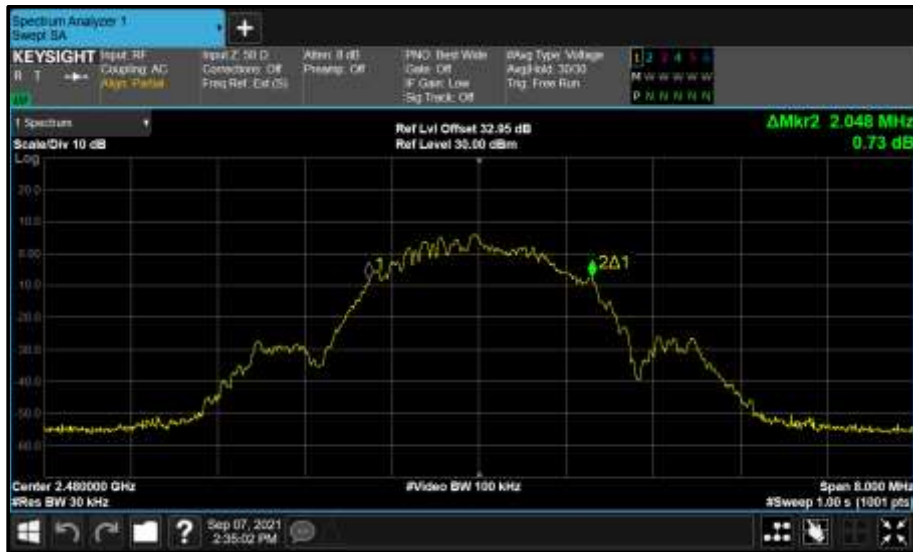 Spectrum Analyzer 1
Swept SA
+
KEYSIGHT Input: RF
R T
Coupling: AC
Align: Partial
Input Z: 50 Ω
Corrections: Off
Freq Ref: Ext (S)
Atten: 8 dB
Preamp: Off
PNO: Best Wide
Gate: Off
IF Gain: Low
Sig Track: Off
#Avg Type: Voltage
Avg|Hold: 30/30
Trig: Free Run
1 2 3 4 5 6
M W W W W W
P N N N N N
1 Spectrum
Scale/Div 10 dB
Ref Lvl Offset 32.95 dB
Ref Level 30.00 dBm
ΔMkr2 2.048 MHz
0.73 dB
Log
20.0
10.0
0.00
-10.0
-20.0
-30.0
-40.0
-50.0
-60.0
1
2Δ1
Center 2.480000 GHz
#Res BW 30 kHz
#Video BW 100 kHz
Span 8.000 MHz
#Sweep 1.00 s (1001 pts)
?
Sep 07, 2021
2:35:02 PM